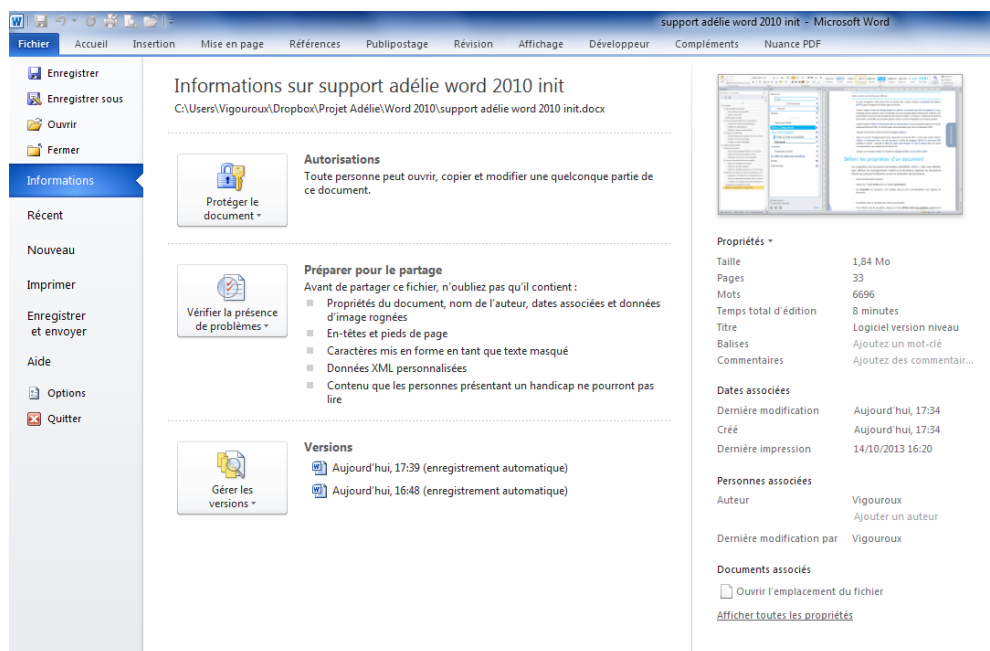 support adélie word 2010 init - Microsoft Word
Fichier Accueil Insertion Mise en page Références Publipostage Révision Affichage Développeur Compléments Nuance PDF
Enregistrer
Enregistrer sous
Ouvrir
Fermer
Informations
Récent
Nouveau
Imprimer
Enregistrer
et envoyer
Aide
Options
Quitter
Informations sur support adélie word 2010 init
C:\Users\Vigouroux\Dropbox\Projet Adélie\Word 2010\support adélie word 2010 init.docx
Protéger le
document
Autorisations
Toute personne peut ouvrir, copier et modifier une quelconque partie de
ce document.
Vérifier la présence
de problèmes
Préparer pour le partage
Avant de partager ce fichier, n'oubliez pas qu'il contient :
Propriétés du document, nom de l'auteur, dates associées et données
d'image rognées
En-têtes et pieds de page
Caractères mis en forme en tant que texte masqué
Données XML personnalisées
Contenu que les personnes présentant un handicap ne pourront pas
lire
Gérer les
versions
Versions
Aujourd'hui, 17:39 (enregistrement automatique)
Aujourd'hui, 16:48 (enregistrement automatique)
Définir les propriétés d'un document
Propriétés
Taille 1,84 Mo
Pages 33
Mots 6696
Temps total d'édition 8 minutes
Titre Logiciel version niveau
Balises Ajoutez un mot-clé
Commentaires Ajoutez des commentair...
Dates associées
Dernière modification Aujourd'hui, 17:34
Créé Aujourd'hui, 17:34
Dernière impression 14/10/2013 16:20
Personnes associées
Auteur Vigouroux
Ajouter un auteur
Dernière modification par Vigouroux
Documents associés
Ouvrir l'emplacement du fichier
Afficher toutes les propriétés